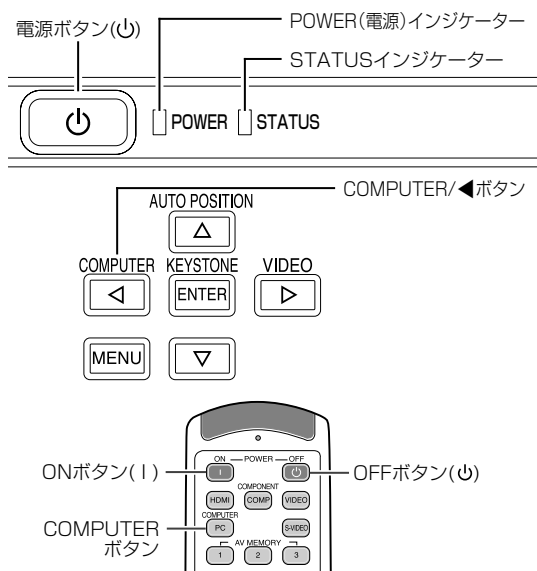 電源ボタン(⏻)
POWER(電源)インジケーター
STATUSインジケーター
POWER STATUS
COMPUTER/◀ボタン
AUTO POSITION
△
COMPUTER KEYSTONE VIDEO
◁ ENTER ▷
MENU ▽
ON POWER OFF
ONボタン(I) I ⏻ OFFボタン(⏻)
COMPONENT
HDMI COMP VIDEO
COMPUTER
COMPUTER
ボタン
PC S-VIDEO
AV MEMORY
1 2 3